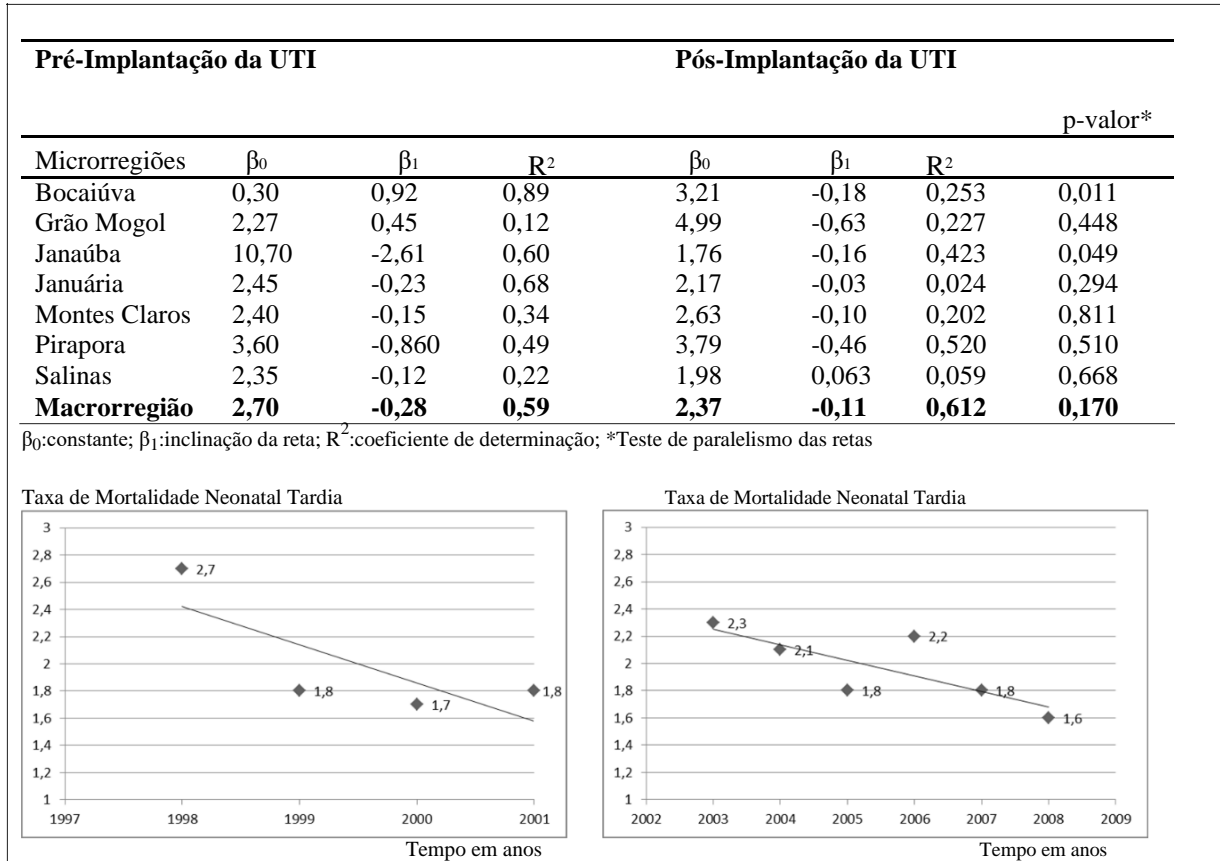 Pré-Implantação da UTI Pós-Implantação da UTI
p-valor*
Microrregiões β0 β1 R2 β0 β1 R2
Bocaiúva 0,30 0,92 0,89 3,21 -0,18 0,253 0,011
Grão Mogol 2,27 0,45 0,12 4,99 -0,63 0,227 0,448
Janaúba 10,70 -2,61 0,60 1,76 -0,16 0,423 0,049
Januária 2,45 -0,23 0,68 2,17 -0,03 0,024 0,294
Montes Claros 2,40 -0,15 0,34 2,63 -0,10 0,202 0,811
Pirapora 3,60 -0,860 0,49 3,79 -0,46 0,520 0,510
Salinas 2,35 -0,12 0,22 1,98 0,063 0,059 0,668
Macrorregião 2,70 -0,28 0,59 2,37 -0,11 0,612 0,170
β0:constante; β1:inclinação da reta; R2:coeficiente de determinação; *Teste de paralelismo das retas
Taxa de Mortalidade Neonatal Tardia
3
2,8
2,6
2,4
2,2
2
1,8
1,6
1,4
1,2
1
2,7
1,8
1,7
1,8
1997 1998 1999 2000 2001
Tempo em anos
Taxa de Mortalidade Neonatal Tardia
3
2,8
2,6
2,4
2,2
2
1,8
1,6
1,4
1,2
1
2,3
2,1
1,8
2,2
1,8
1,6
2002 2003 2004 2005 2006 2007 2008 2009
Tempo em anos